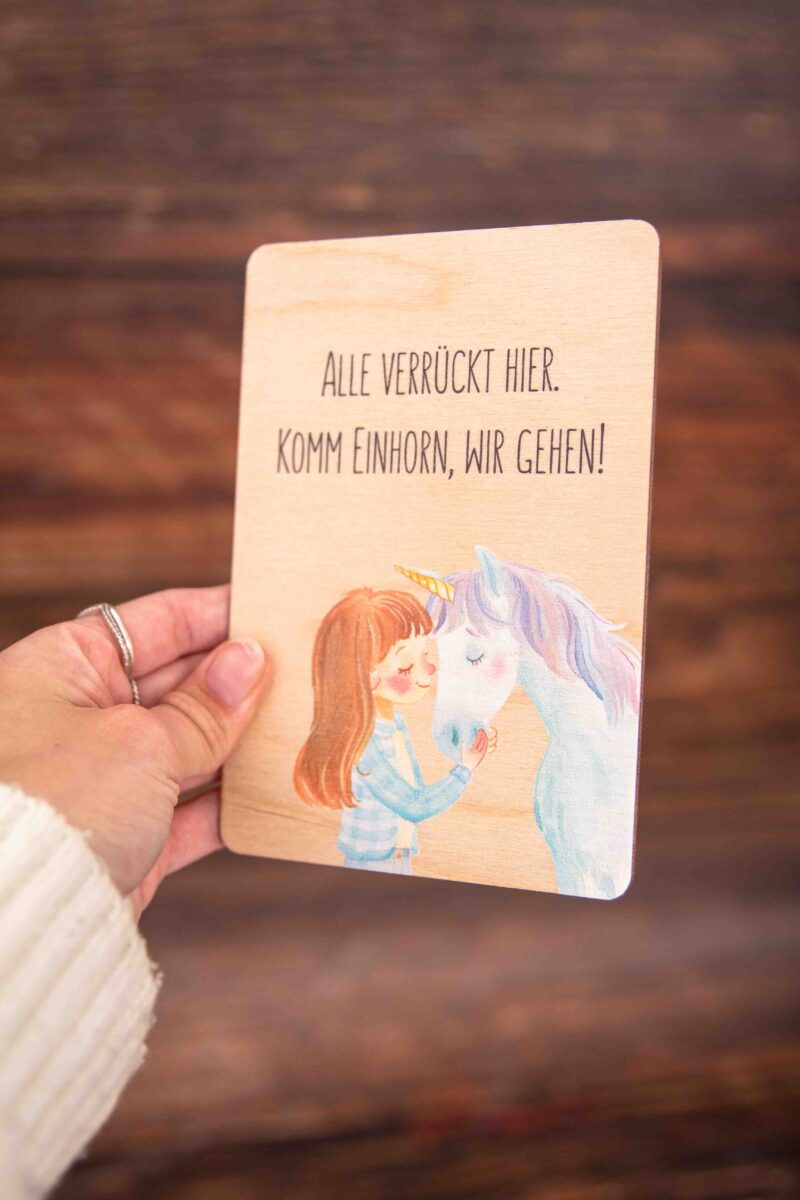 ALLE VERRÜCKT HIER.
KOMM EINHORN, WIR GEHEN!